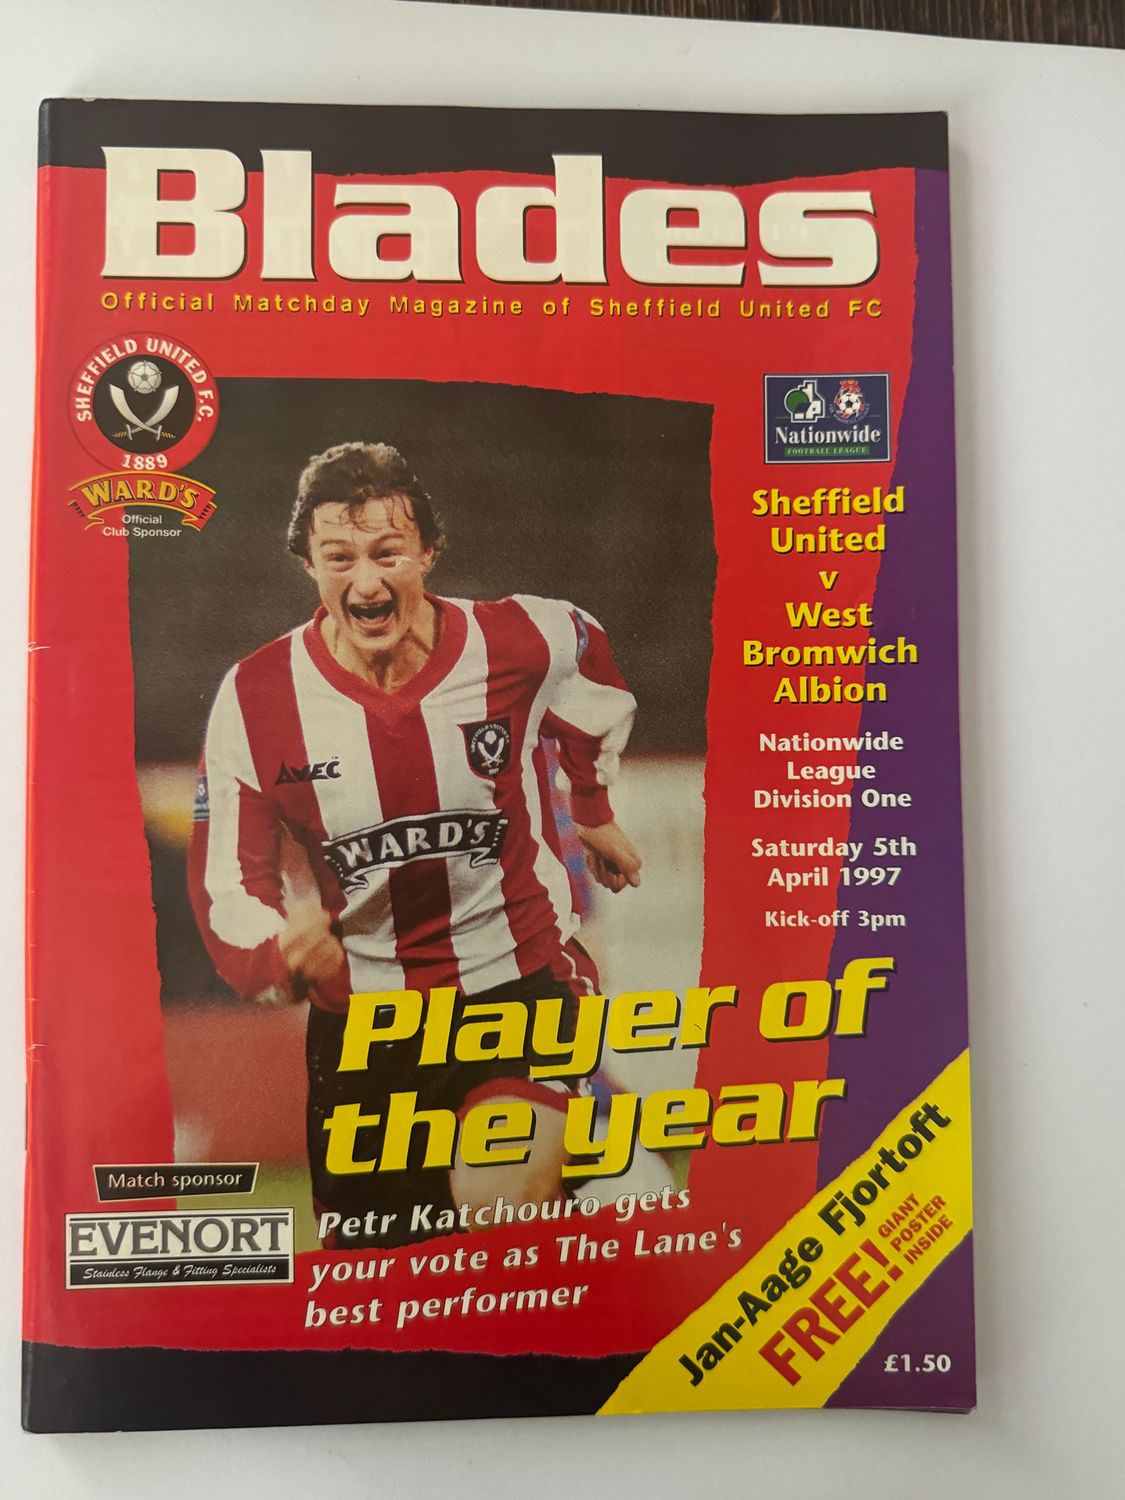 Blades
Official Matchday Magazine of Sheffield United FC
SHEFFIELD UNITED F.C.
1889
WARD'S
Official
Club Sponsor
Nationwide
FOOTBALL LEAGUE
Sheffield
United
v
West
Bromwich
Albion
Nationwide
League
Division One
Saturday 5th
April 1997
Kick-off 3pm
AVEC
WARD'S
Player of
the year
Petr Katchouro gets
your vote as The Lane's
best performer
Match sponsor
EVENORT
Stainless Flange & Fitting Specialists
Jan-Aage Fjortoft
FREE!
GIANT
POSTER
INSIDE
£1.50